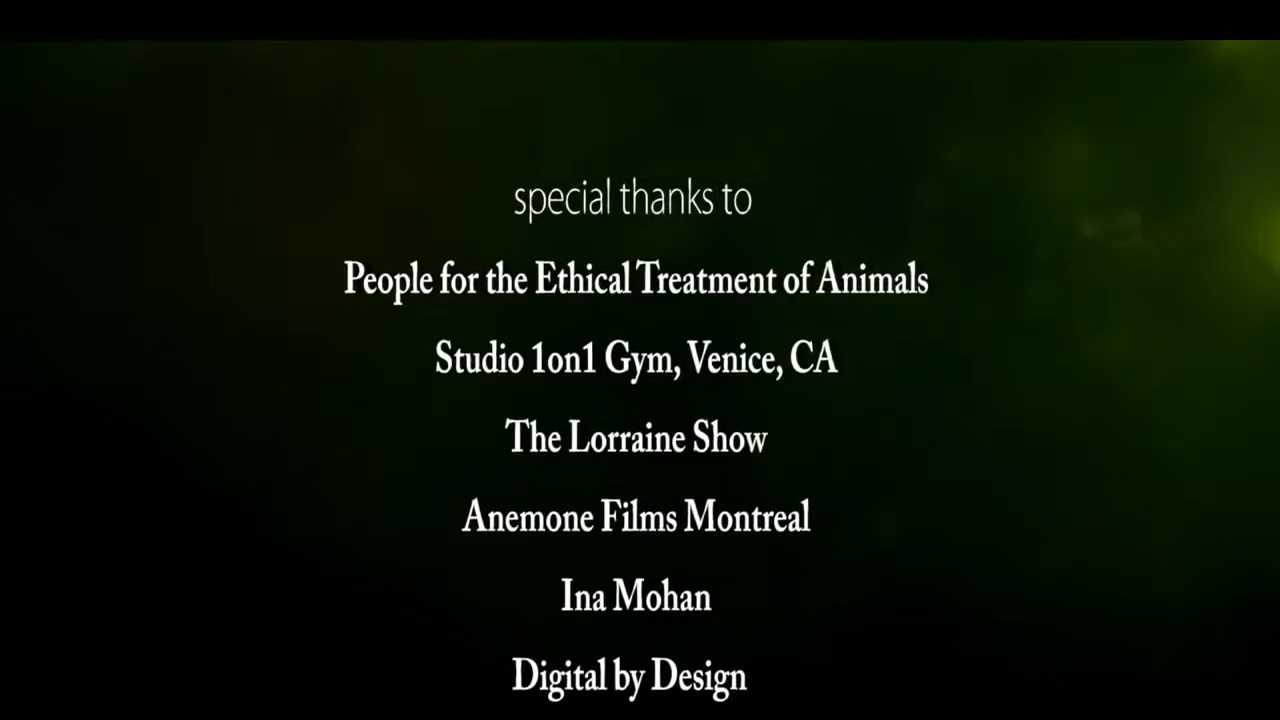 special thanks to
People for the Ethical Treatment of Animals
Studio 1on1 Gym, Venice, CA
The Lorraine Show
Anemone Films Montreal
Ina Mohan
Digital by Design